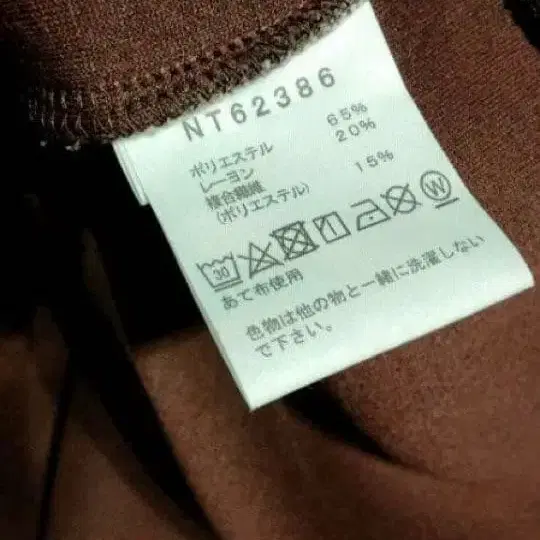 NT62386
ポリエステル 65%
レーヨン 20%
複合繊維 15%
(ポリエステル)
30 W
あて布使用
色物は他の物と一緒に洗濯しない
で下さい。